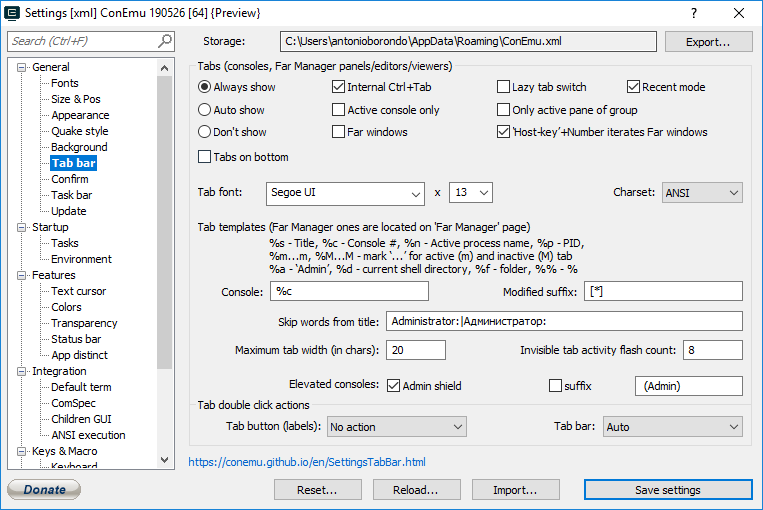 Settings [xml] ConEmu 190526 [64] {Preview}
?
Search (Ctrl+F)
Storage:
C:\Users\antonioborondo\AppData\Roaming\ConEmu.xml
Export...
General
Fonts
Size & Pos
Appearance
Quake style
Background
Tab bar
Confirm
Task bar
Update
Startup
Tasks
Environment
Features
Text cursor
Colors
Transparency
Status bar
App distinct
Integration
Default term
ComSpec
Children GUI
ANSI execution
Keys & Macro
Keyboard
Tabs (consoles, Far Manager panels/editors/viewers)
Always show Internal Ctrl+Tab Lazy tab switch Recent mode
Auto show Active console only Only active pane of group
Don't show Far windows 'Host-key'+Number iterates Far windows
Tabs on bottom
Tab font: Segoe UI x 13 Charset: ANSI
Tab templates (Far Manager ones are located on 'Far Manager' page)
%s - Title, %c - Console #, %n - Active process name, %p - PID,
%m...m, %M...M - mark '...' for active (m) and inactive (M) tab
%a - 'Admin', %d - current shell directory, %f - folder, %% - %
Console: %c Modified suffix: [*]
Skip words from title: Administrator:|Администратор:
Maximum tab width (in chars): 20 Invisible tab activity flash count: 8
Elevated consoles: Admin shield suffix (Admin)
Tab double click actions
Tab button (labels): No action Tab bar: Auto
https://conemu.github.io/en/SettingsTabBar.html
Donate Reset... Reload... Import... Save settings